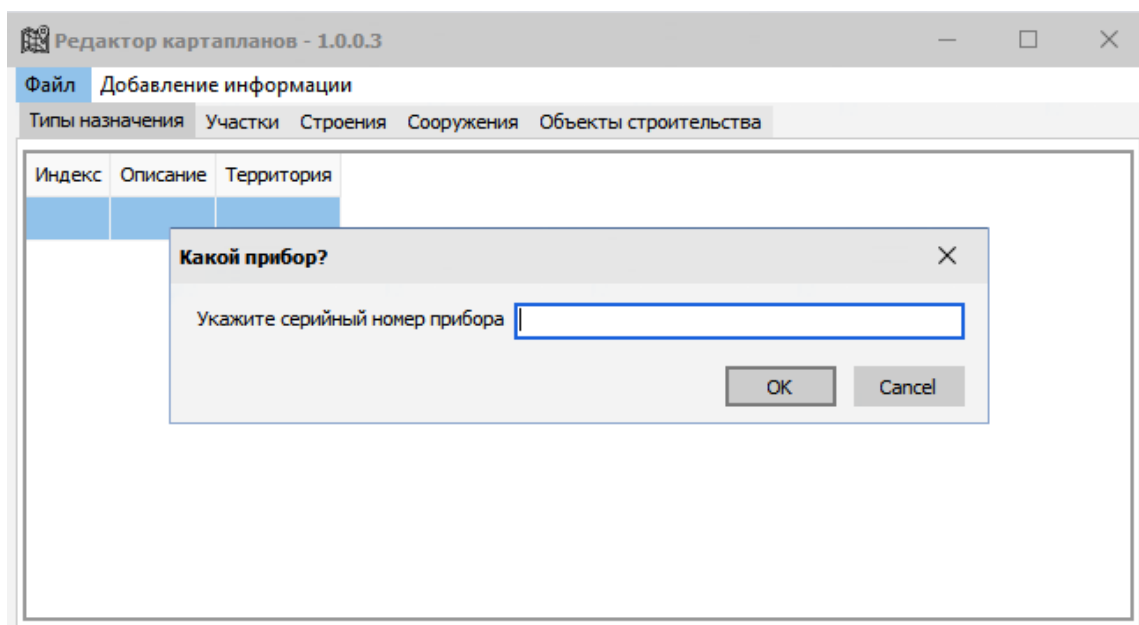 Редактор картапланов - 1.0.0.3
Файл Добавление информации
Типы назначения Участки Строения Сооружения Объекты строительства
Индекс Описание Территория
Какой прибор?
Укажите серийный номер прибора
OK Cancel